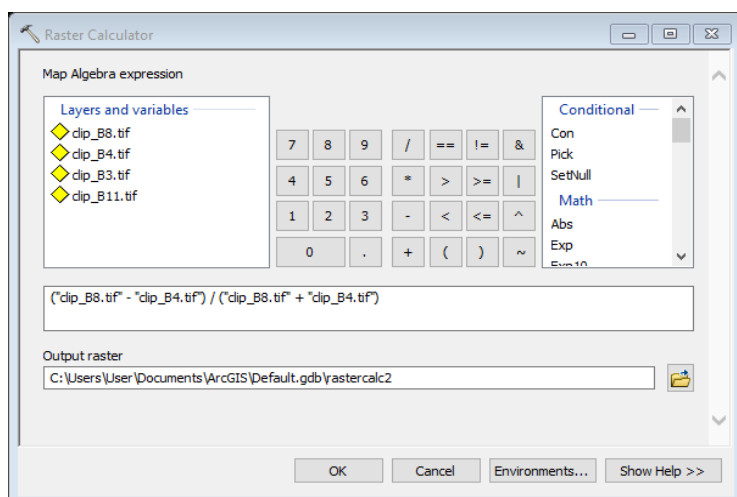 Raster Calculator
Map Algebra expression
Layers and variables
clip_B8.tif
clip_B4.tif
clip_B3.tif
clip_B11.tif
7 8 9 / == != &
4 5 6 * > >= |
1 2 3 - < <= ^
0 . + ( ) ~
Conditional
Con
Pick
SetNull
Math
Abs
Exp
Exp10
("clip_B8.tif" - "clip_B4.tif") / ("clip_B8.tif" + "clip_B4.tif")
Output raster
C:\Users\User\Documents\ArcGIS\Default.gdb\rastercalc2
OK Cancel Environments... Show Help >>